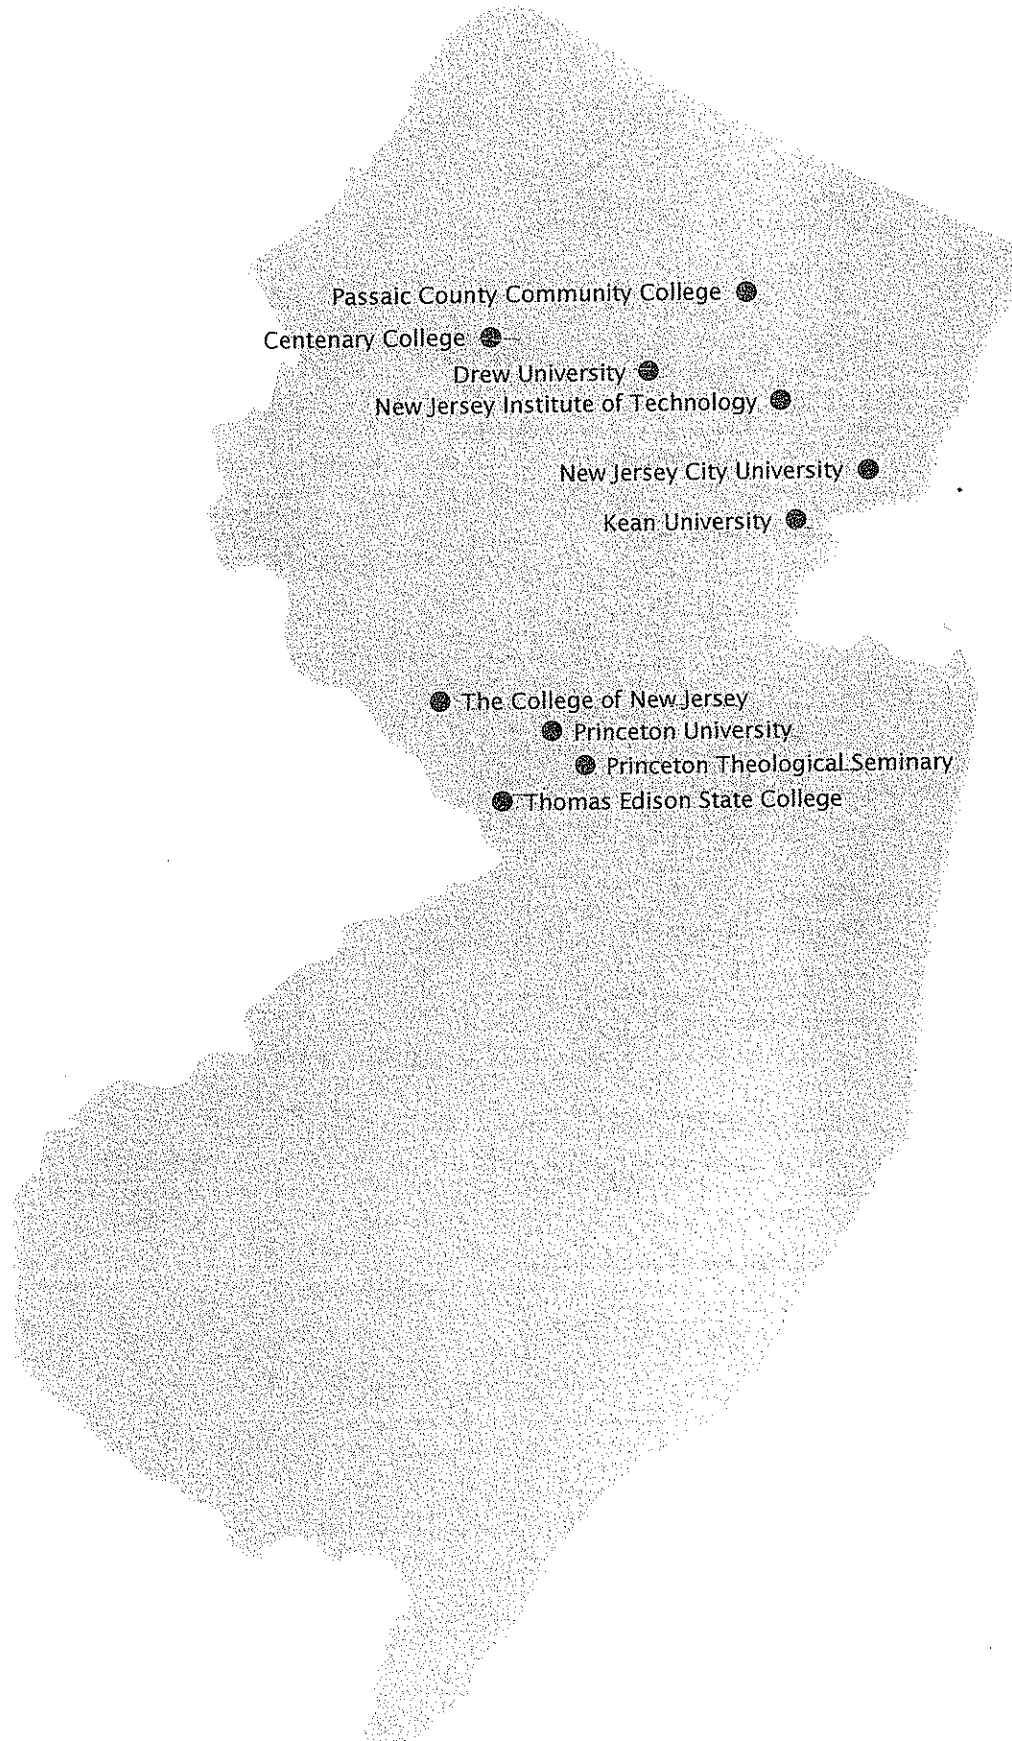 Passaic County Community College
Centenary College
Drew University
New Jersey Institute of Technology
New Jersey City University
Kean University
The College of New Jersey
Princeton University
Princeton Theological Seminary
Thomas Edison State College